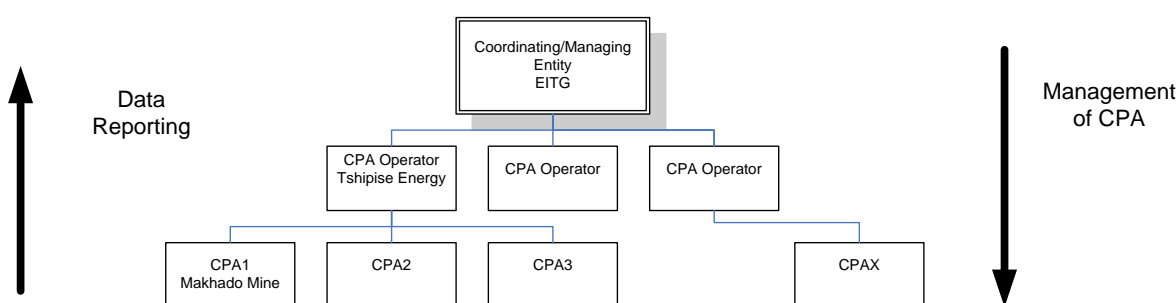 Coordinating/Managing
Entity
EITG
Data
Reporting
Management
of CPA
CPA Operator
Tshipise Energy
CPA Operator
CPA Operator
CPA1
Makhado Mine
CPA2
CPA3
CPAX